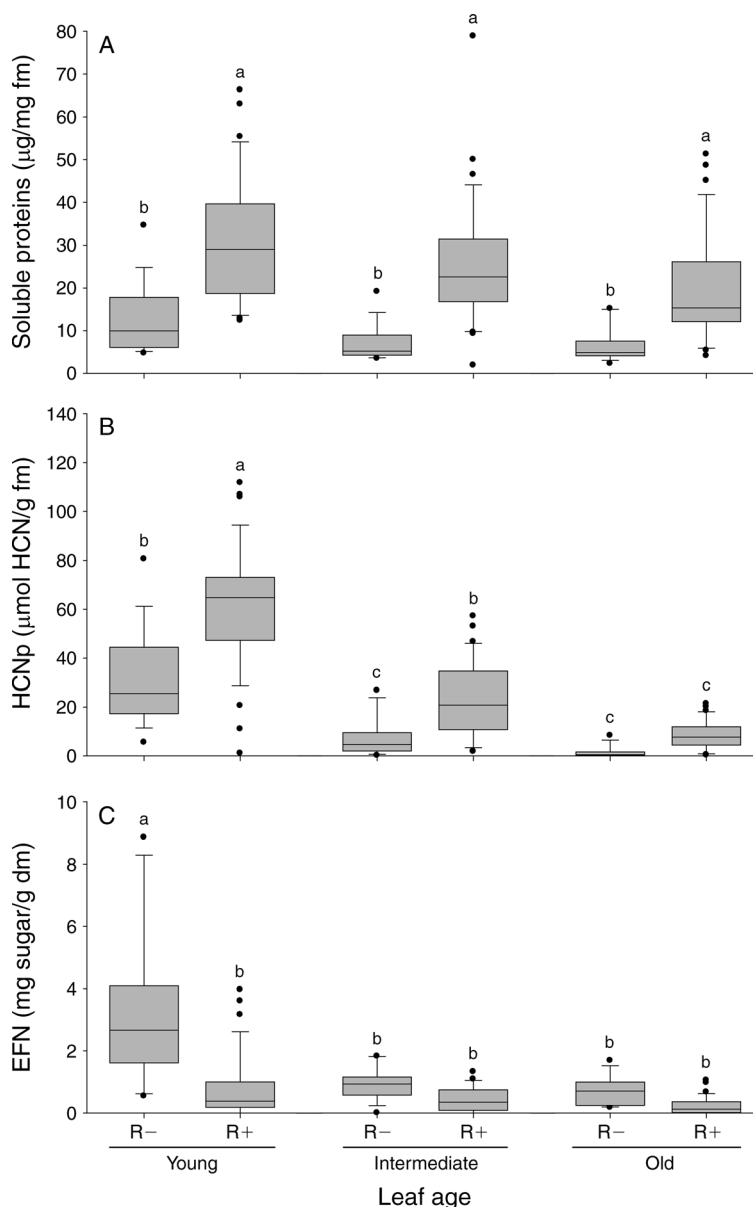 A
Soluble proteins (μg/mg fm)
80
70
60
50
40
30
20
10
0
b
a
b
a
b
a
B
HCNp (μmol HCN/g fm)
140
120
100
80
60
40
20
0
b
a
c
b
c
c
C
EFN (mg sugar/g dm)
10
8
6
4
2
0
a
b
b
b
b
b
R− R+ R− R+ R− R+
Young Intermediate Old
Leaf age